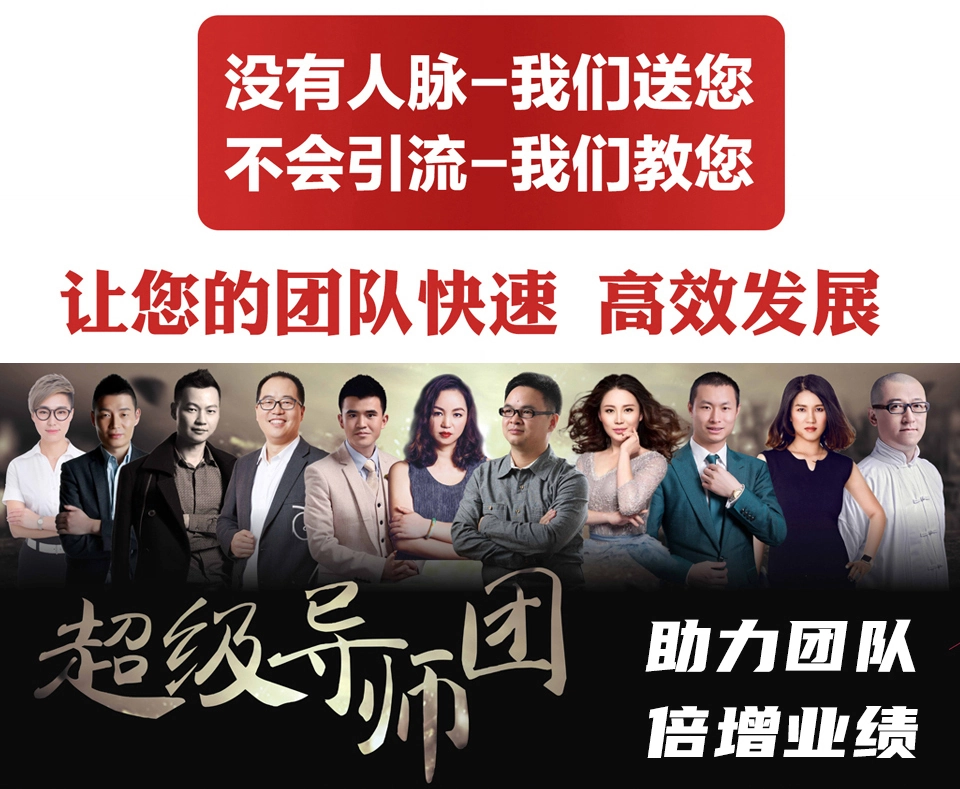 没有人脉-我们送您
不会引流-我们教您
让您的团队快速 高效发展
超级导师团
助力团队
倍增业绩